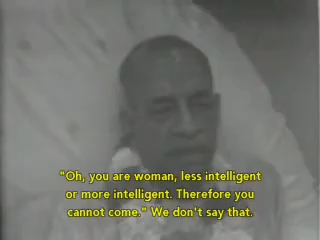 "Oh, you are woman, less intelligent
or more intelligent. Therefore you
cannot come." We don't say that.